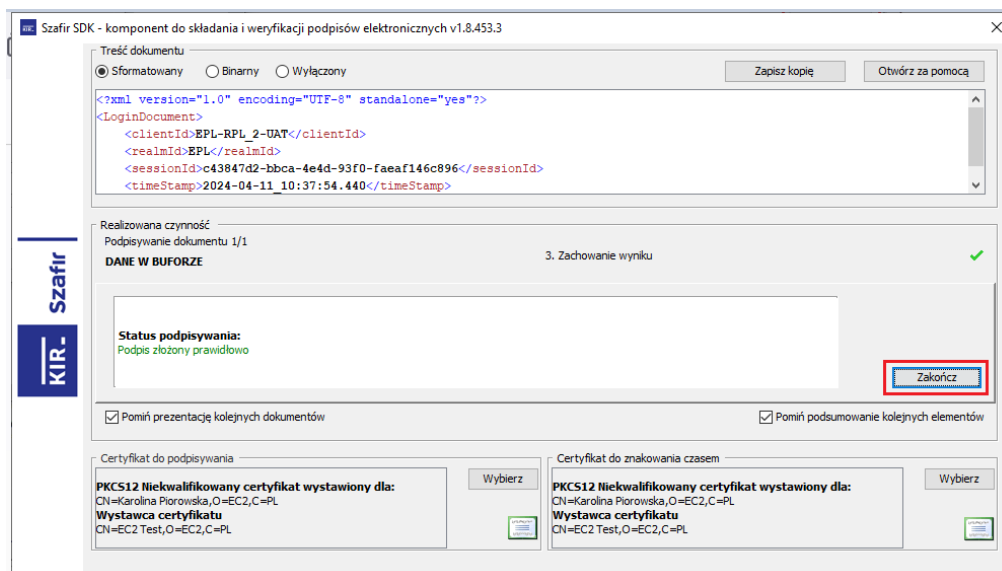 KIR. Szafir SDK - komponent do składania i weryfikacji podpisów elektronicznych v1.8.453.3
Treść dokumentu
Sformatowany Binarny Wyłączony Zapisz kopię Otwórz za pomocą
<?xml version="1.0" encoding="UTF-8" standalone="yes"?>
<LoginDocument>
<clientId>EPL-RPL_2-UAT</clientId>
<realmId>EPL</realmId>
<sessionId>c43847d2-bbca-4e4d-93f0-faeaf146c896</sessionId>
<timeStamp>2024-04-11_10:37:54.440</timeStamp>
Realizowana czynność
Podpisywanie dokumentu 1/1
DANE W BUFORZE
3. Zachowanie wyniku
Szafir
KIR.
Status podpisywania:
Podpis złożony prawidłowo
Zakończ
Pomiń prezentację kolejnych dokumentów
Pomiń podsumowanie kolejnych elementów
Certyfikat do podpisywania
Wybierz
PKCS12 Niekwalifikowany certyfikat wystawiony dla:
CN=Karolina Piorowska,O=EC2,C=PL
Wystawca certyfikatu
CN=EC2 Test,O=EC2,C=PL
Certyfikat do znakowania czasem
Wybierz
PKCS12 Niekwalifikowany certyfikat wystawiony dla:
CN=Karolina Piorowska,O=EC2,C=PL
Wystawca certyfikatu
CN=EC2 Test,O=EC2,C=PL